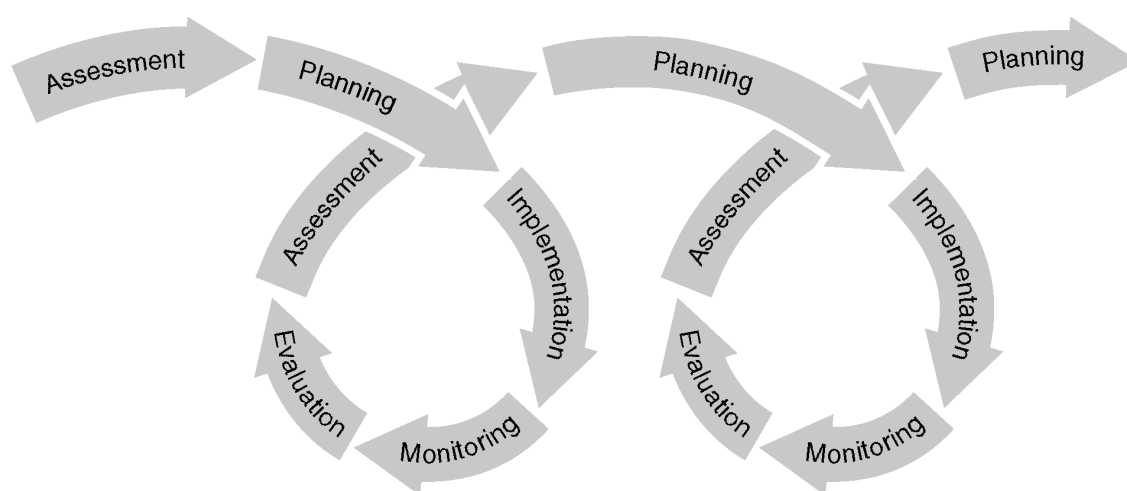 Assessment
Planning
Implementation
Monitoring
Evaluation
Assessment
Planning
Implementation
Monitoring
Evaluation
Assessment
Planning